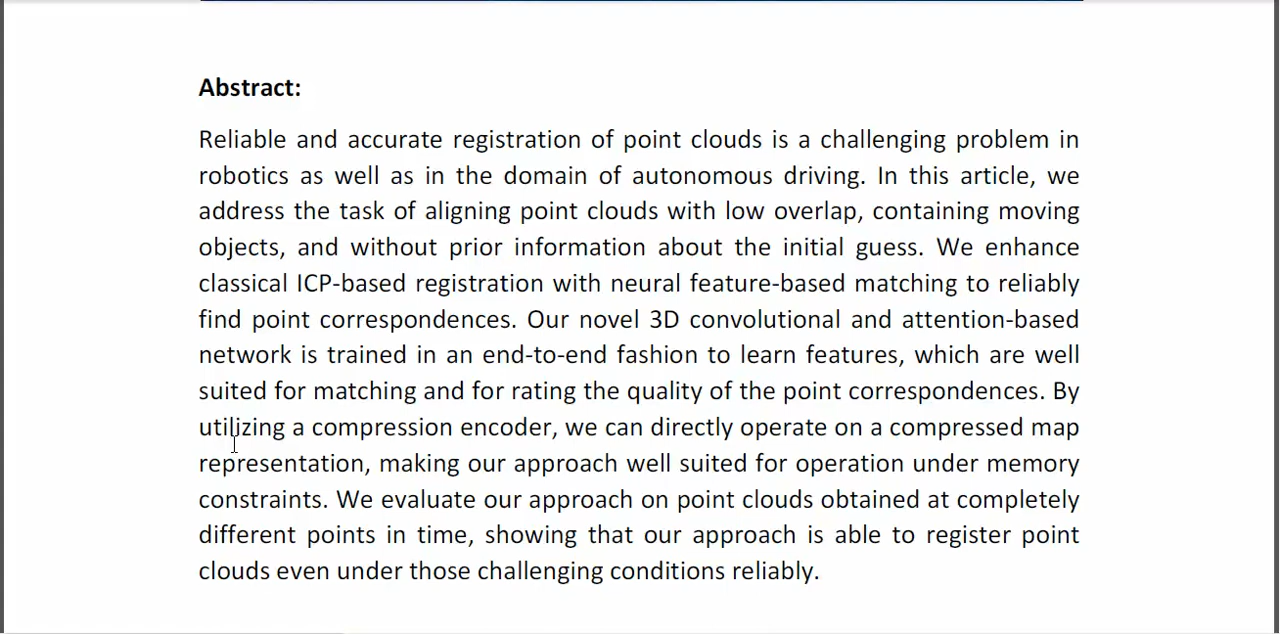 Abstract:
Reliable and accurate registration of point clouds is a challenging problem in
robotics as well as in the domain of autonomous driving. In this article, we
address the task of aligning point clouds with low overlap, containing moving
objects, and without prior information about the initial guess. We enhance
classical ICP-based registration with neural feature-based matching to reliably
find point correspondences. Our novel 3D convolutional and attention-based
network is trained in an end-to-end fashion to learn features, which are well
suited for matching and for rating the quality of the point correspondences. By
utilizing a compression encoder, we can directly operate on a compressed map
representation, making our approach well suited for operation under memory
constraints. We evaluate our approach on point clouds obtained at completely
different points in time, showing that our approach is able to register point
clouds even under those challenging conditions reliably.